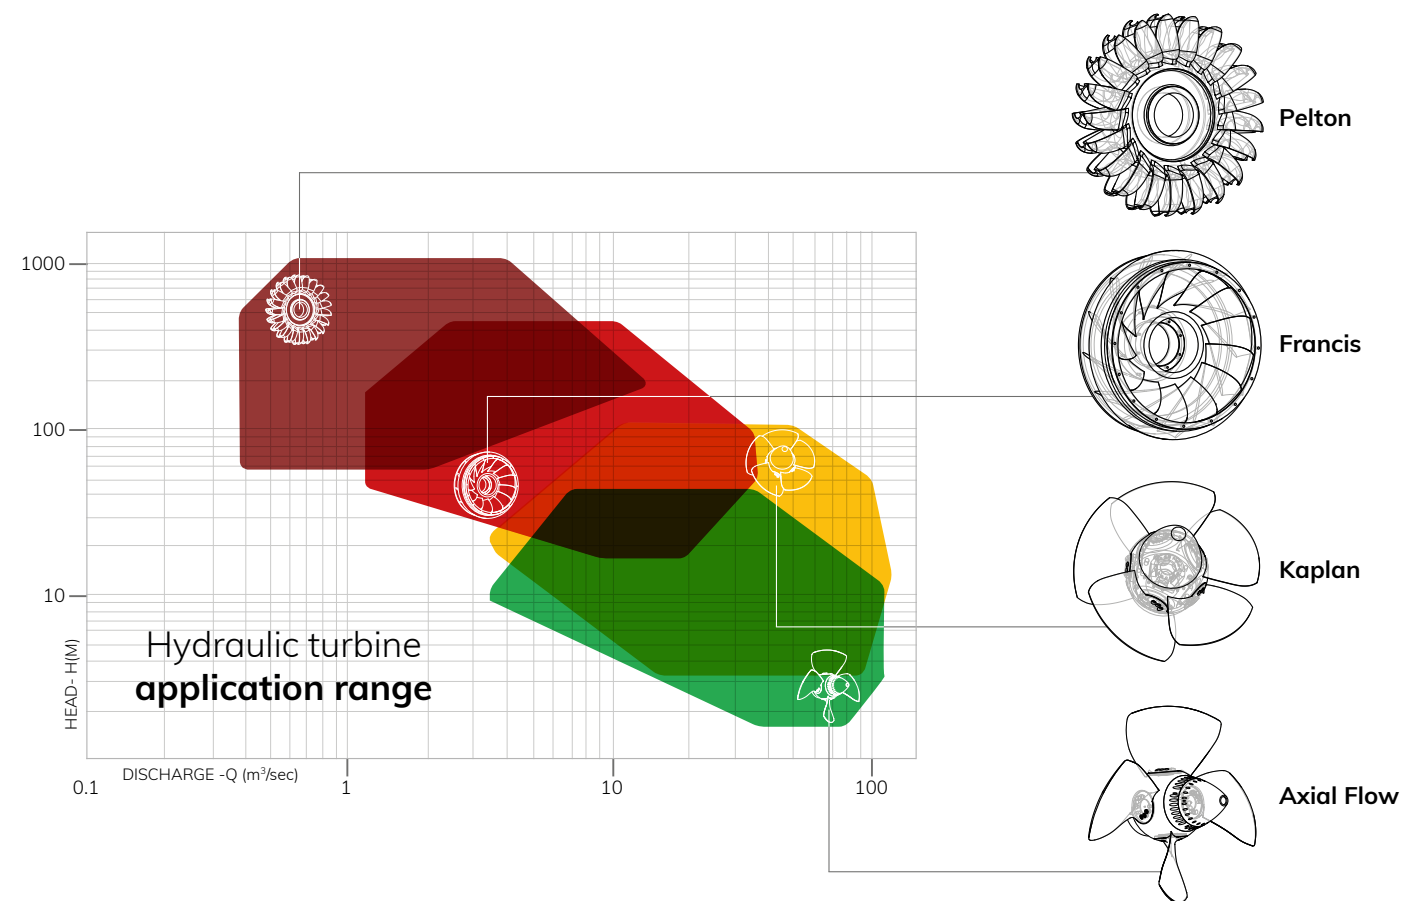 Pelton
1000
Francis
100
Kaplan
10
Hydraulic turbine
application range
HEAD- H(M)
DISCHARGE -Q (m³/sec)
0.1
1
10
100
Axial Flow